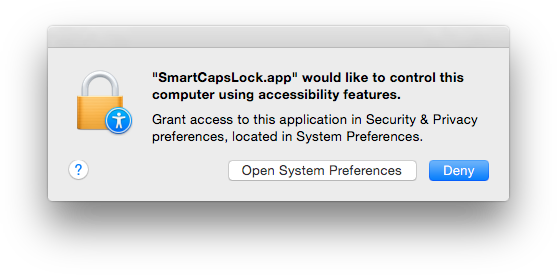 "SmartCapsLock.app" would like to control this
computer using accessibility features.
Grant access to this application in Security & Privacy
preferences, located in System Preferences.
?
Open System Preferences
Deny